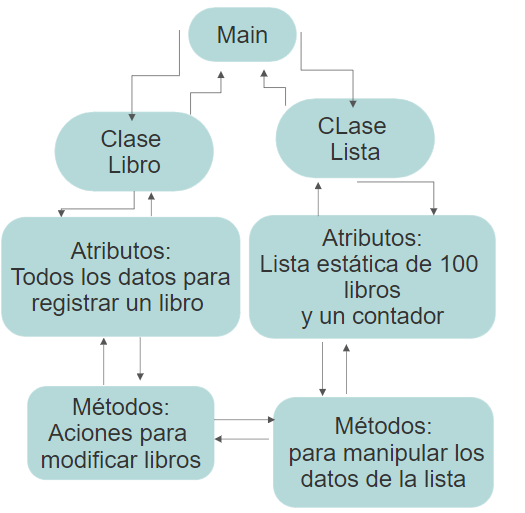 Main
Clase
Libro
CLase
Lista
Atributos:
Todos los datos para
registrar un libro
Atributos:
Lista estática de 100
libros
y un contador
Métodos:
Aciones para
modificar libros
Métodos:
para manipular los
datos de la lista